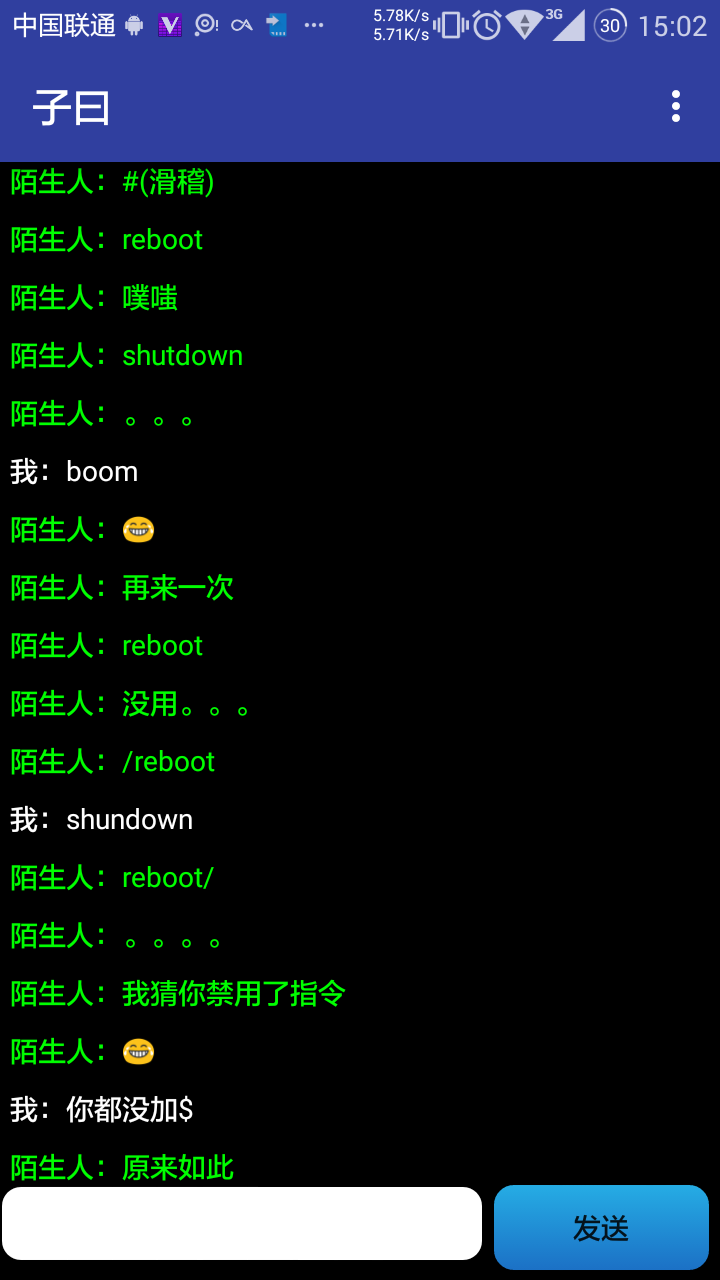 中国联通
5.78K/s
5.71K/s
3G
30
15:02
子曰
陌生人：#(滑稽)
陌生人：reboot
陌生人：噗嗤
陌生人：shutdown
陌生人：。。。
我：boom
陌生人：😂
陌生人：再来一次
陌生人：reboot
陌生人：没用。。。
陌生人：/reboot
我：shundown
陌生人：reboot/
陌生人：。。。。
陌生人：我猜你禁用了指令
陌生人：😂
我：你都没加$
陌生人：原来如此
发送